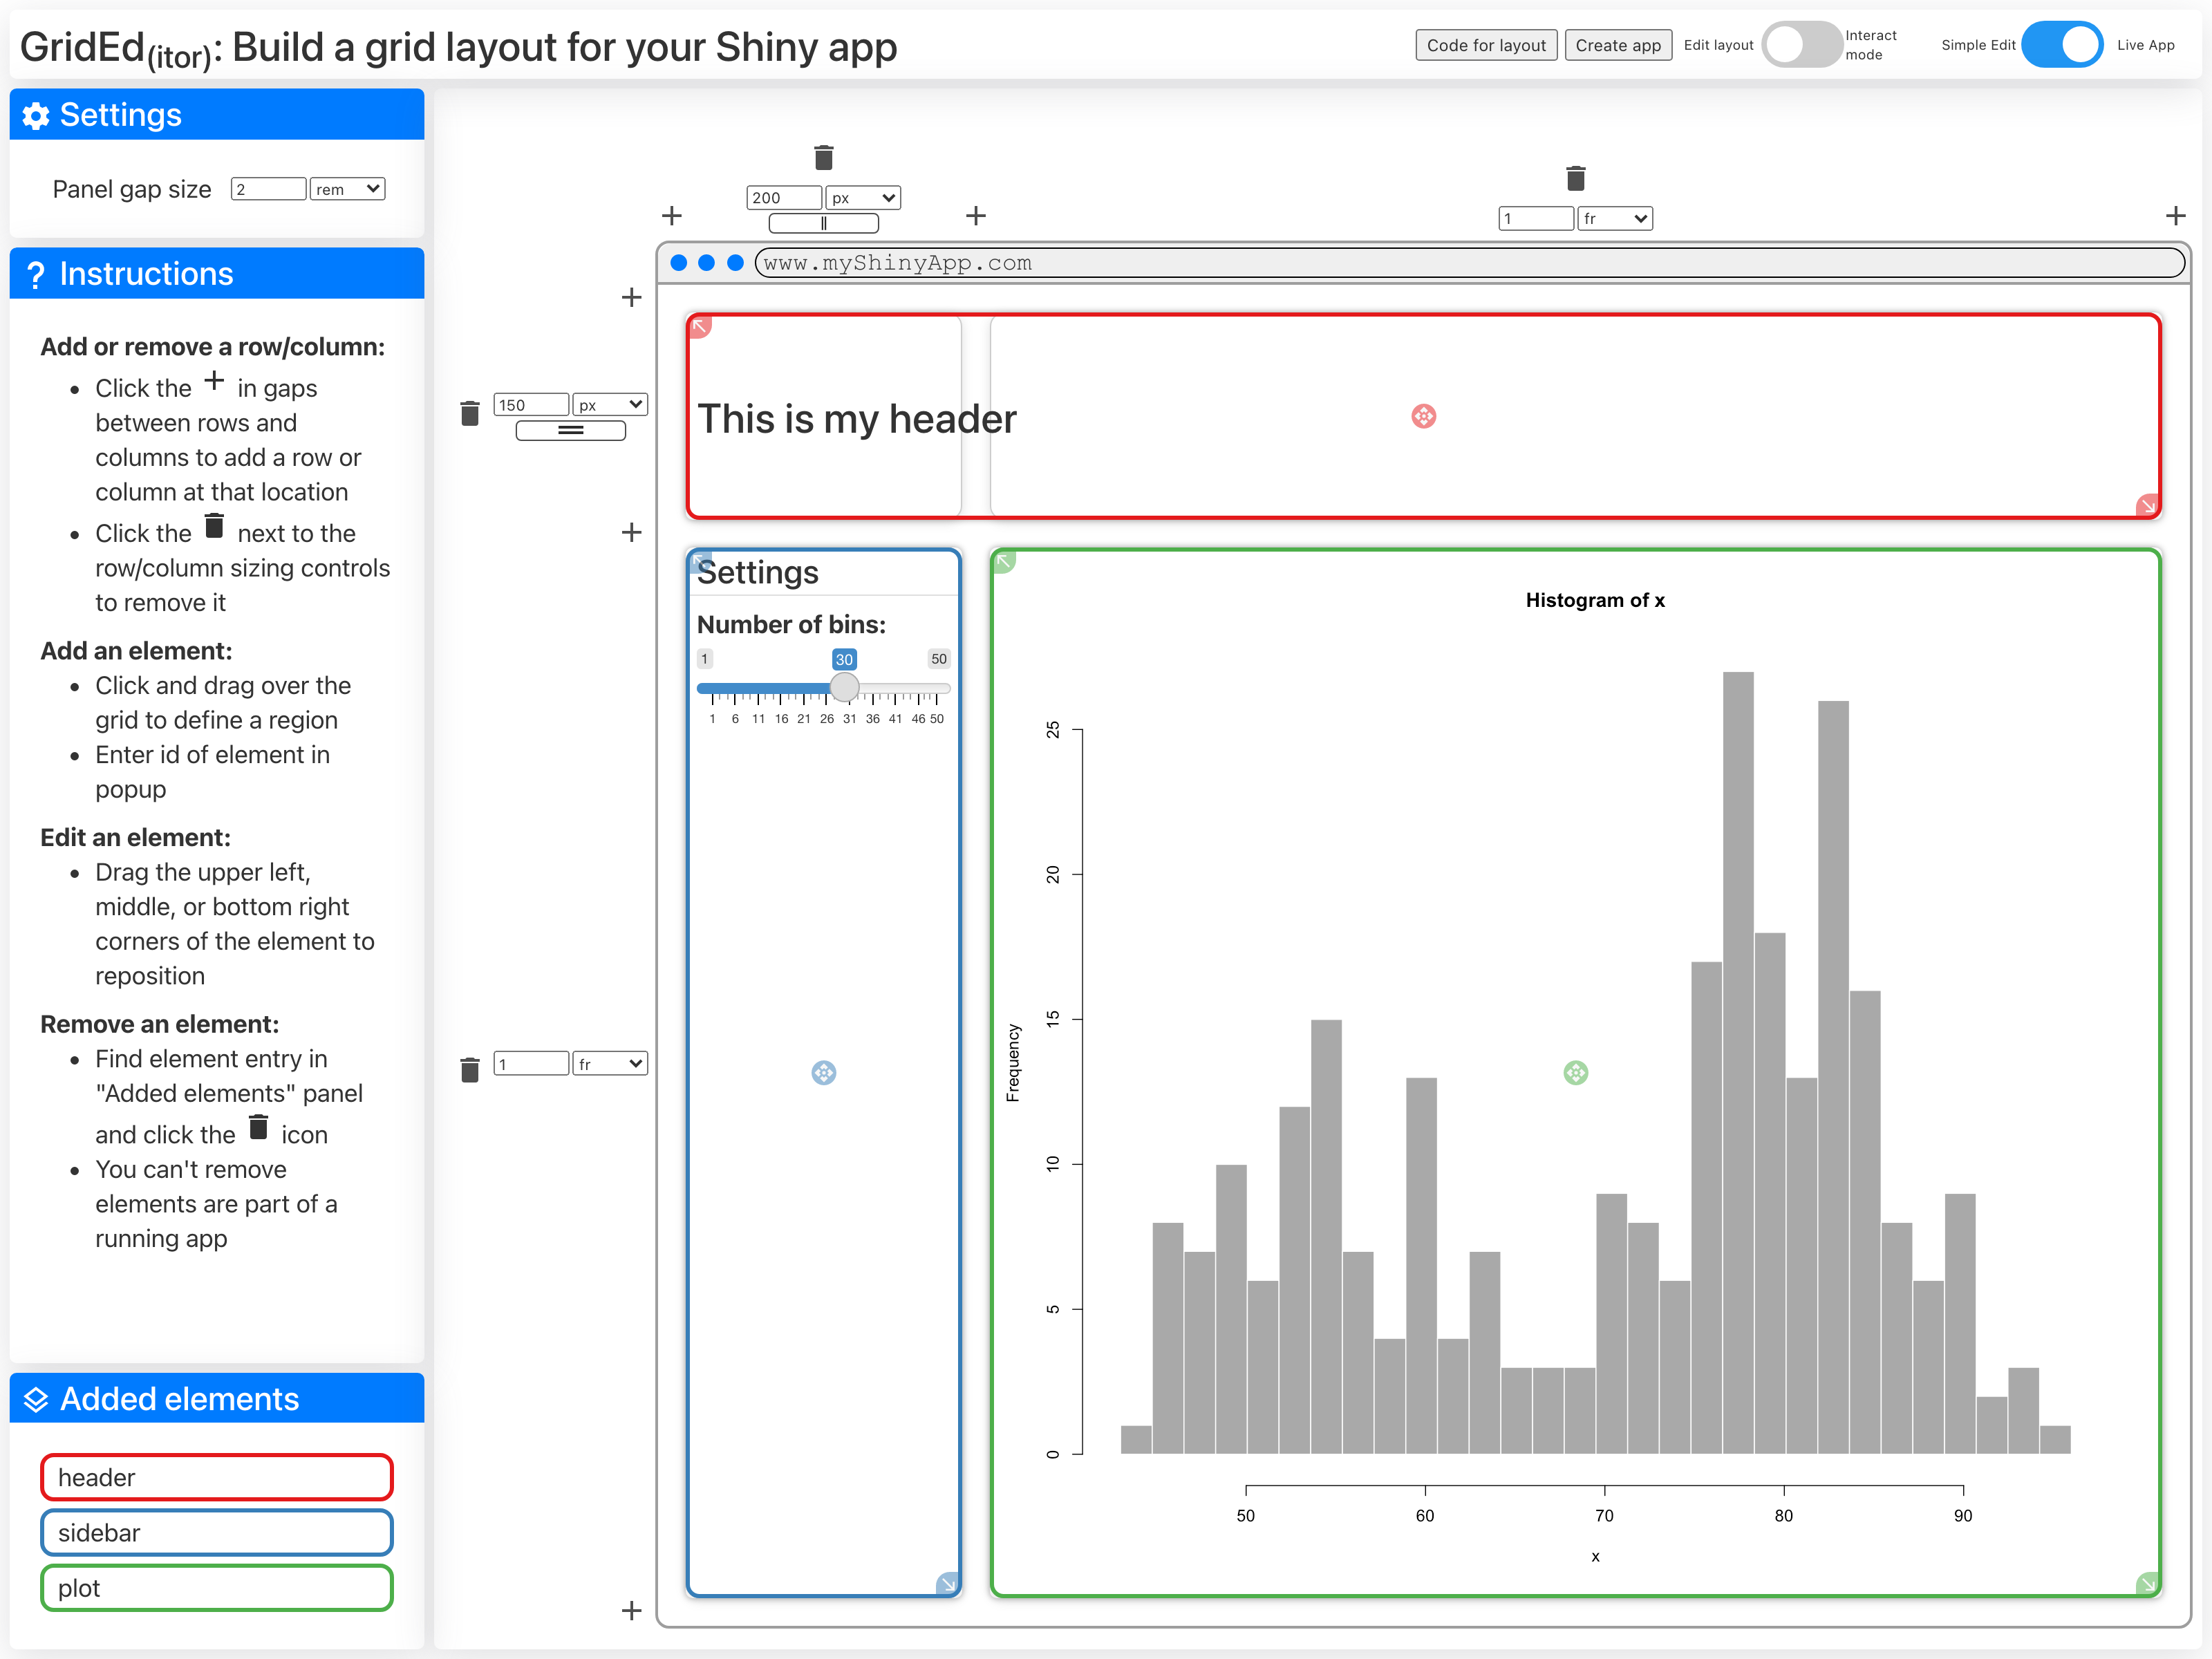 GridEd(itor): Build a grid layout for your Shiny app
Code for layout
Create app
Edit layout
Interact
mode
Simple Edit
Live App
Settings
Panel gap size
2
rem
Instructions
Add or remove a row/column:
Click the + in gaps
between rows and
columns to add a row or
column at that location
Click the next to the
row/column sizing controls
to remove it
Add an element:
Click and drag over the
grid to define a region
Enter id of element in
popup
Edit an element:
Drag the upper left,
middle, or bottom right
corners of the element to
reposition
Remove an element:
Find element entry in
"Added elements" panel
and click the icon
You can't remove
elements are part of a
running app
Added elements
header
sidebar
plot
200
px
1
fr
www.myShinyApp.com
150
px
This is my header
1
fr
Settings
Number of bins:
1
30
50
1 6 11 16 21 26 31 36 41 46 50
Histogram of x
Frequency
25
20
15
10
5
0
50 60 70 80 90
x